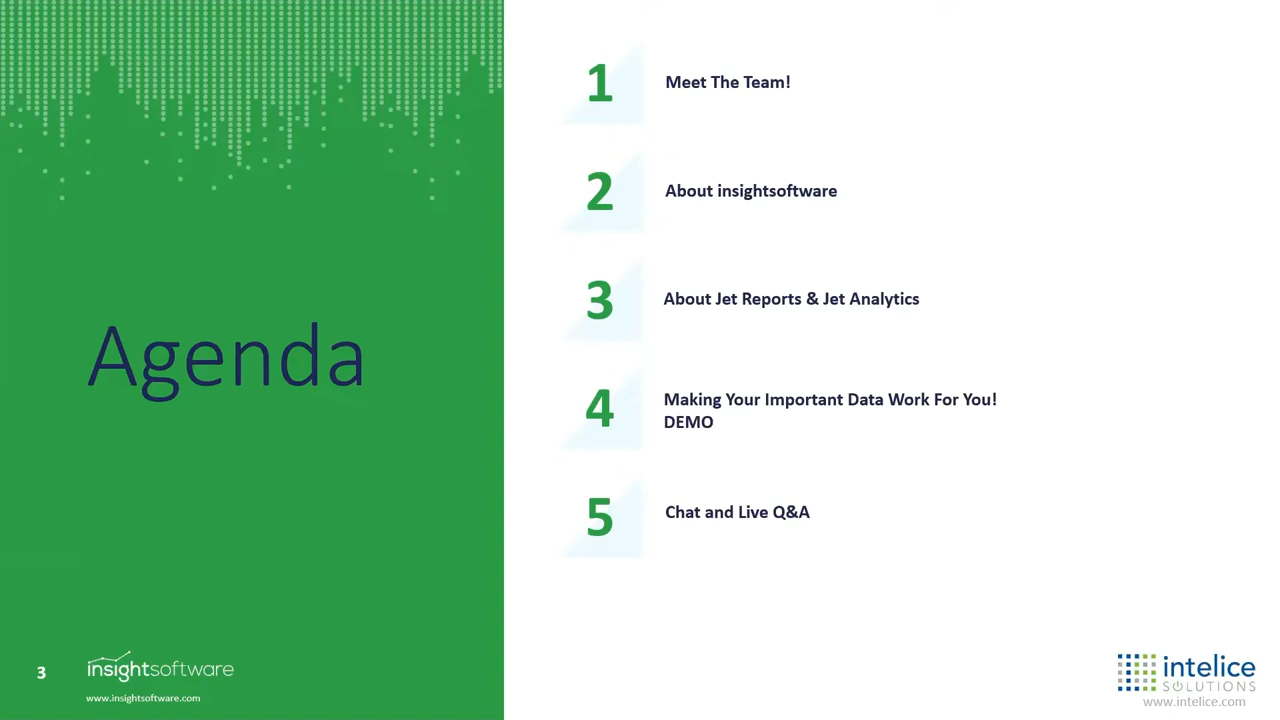 Agenda
1
Meet The Team!
2
About insightsoftware
3
About Jet Reports & Jet Analytics
4
Making Your Important Data Work For You!
DEMO
5
Chat and Live Q&A
3
insightsoftware
www.insightsoftware.com
intelice
SOLUTIONS
www.intelice.com